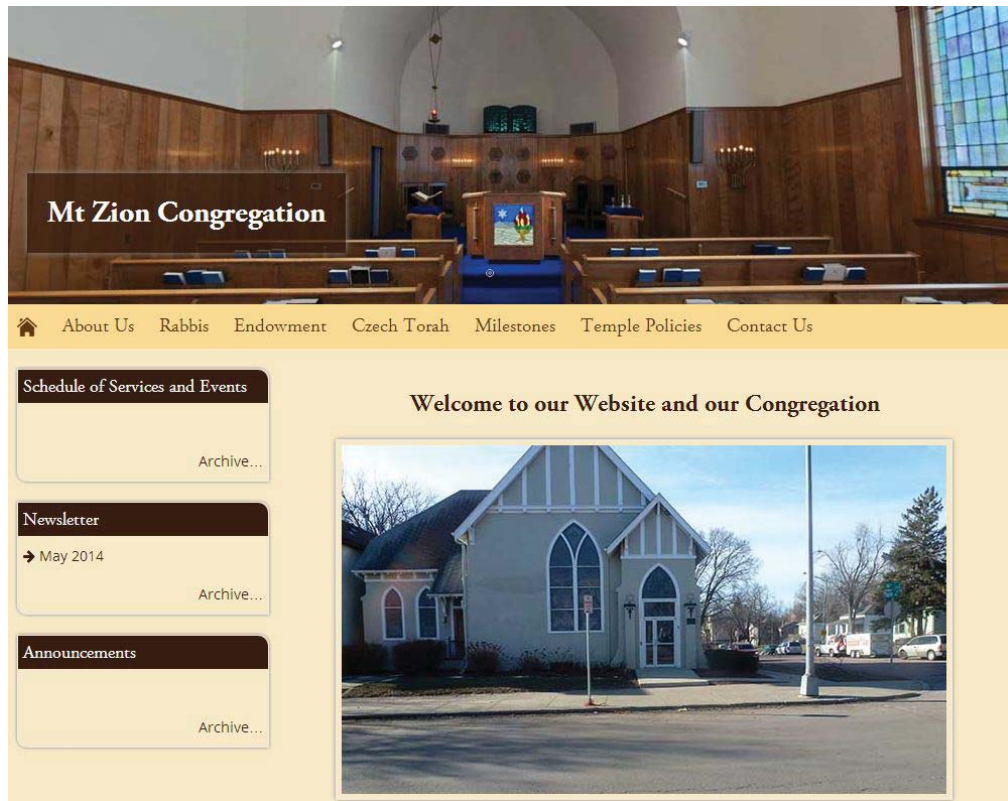 Mt Zion Congregation
About Us Rabbis Endowment Czech Torah Milestones Temple Policies Contact Us
Schedule of Services and Events
Archive...
Newsletter
May 2014
Archive...
Announcements
Archive...
Welcome to our Website and our Congregation